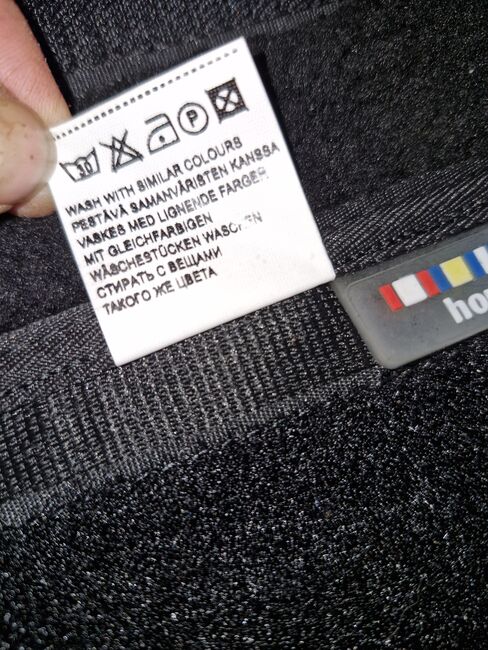 30
P
WASH WITH SIMILAR COLOURS
PESTÄVÄ SAMANVÄRISTEN KANSSA
VASKES MED LIGNENDE FARGER
MIT GLEICHFARBIGEN
WÄSCHESTÜCKEN WASCHEN
СТИРАТЬ С ВЕЩАМИ
ТАКОГО ЖЕ ЦВЕТА